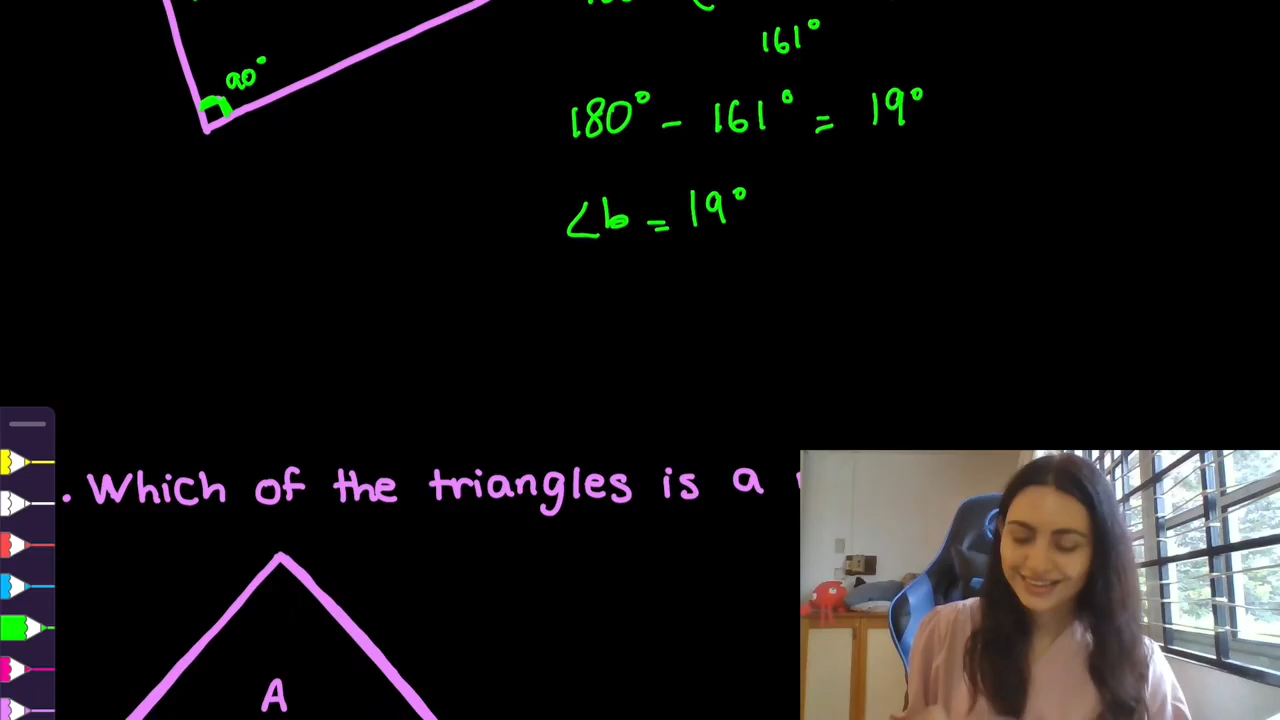 161°
90°
180° - 161° = 19°
∠b = 19°
. Which of the triangles is a
A